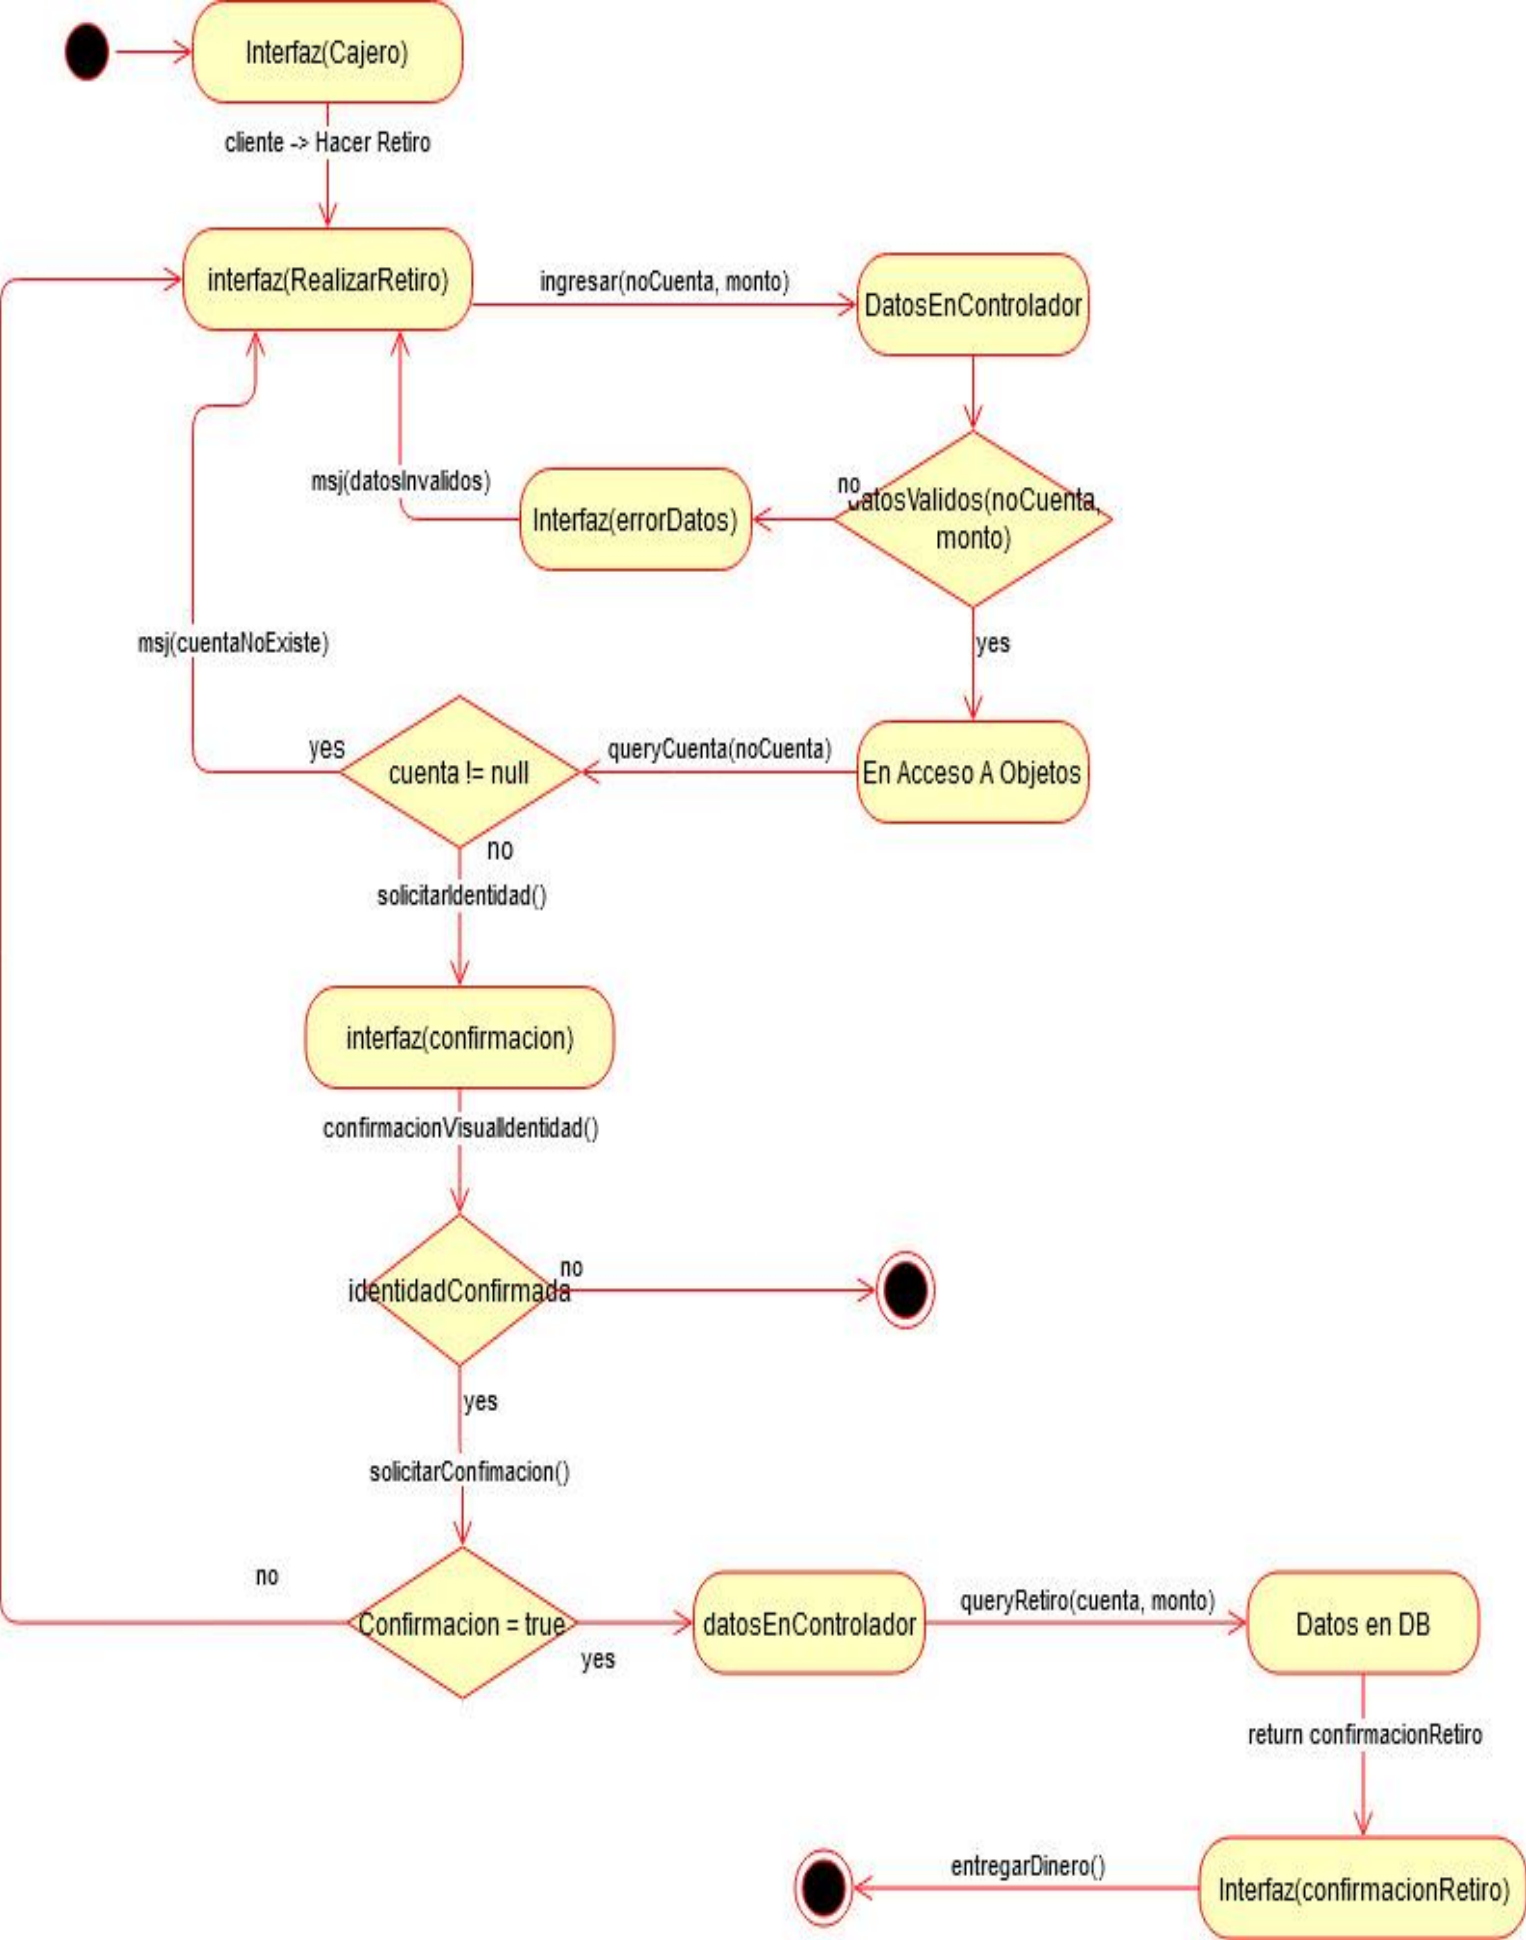 Interfaz(Cajero)
cliente -> Hacer Retiro
interfaz(RealizarRetiro)
ingresar(noCuenta, monto)
DatosEnControlador
msj(datosInvalidos)
Interfaz(errorDatos)
no
datosValidos(noCuenta,
monto)
msj(cuentaNoExiste)
yes
yes
cuenta != null
queryCuenta(noCuenta)
En Acceso A Objetos
no
solicitarIdentidad()
interfaz(confirmacion)
confirmacionVisualIdentidad()
identidadConfirmada
no
yes
solicitarConfimacion()
no
Confirmacion = true
yes
datosEnControlador
queryRetiro(cuenta, monto)
Datos en DB
return confirmacionRetiro
entregarDinero()
Interfaz(confirmacionRetiro)